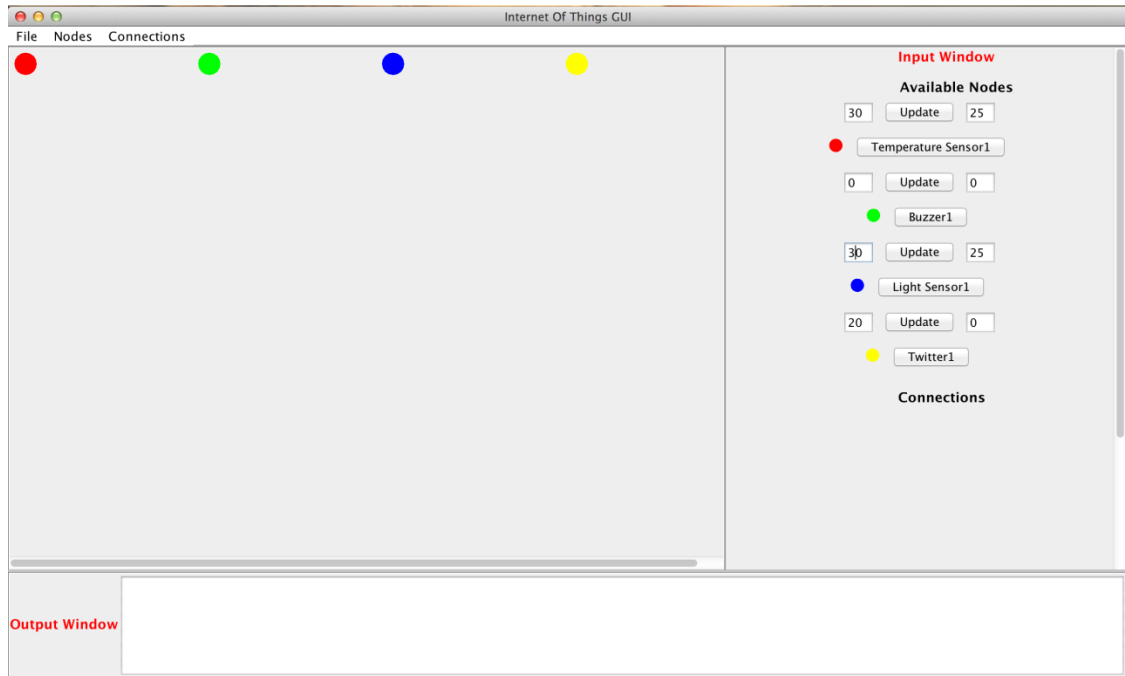 Internet Of Things GUI
File Nodes Connections
Input Window
Available Nodes
30 Update 25
Temperature Sensor1
0 Update 0
Buzzer1
30 Update 25
Light Sensor1
20 Update 0
Twitter1
Connections
Output Window